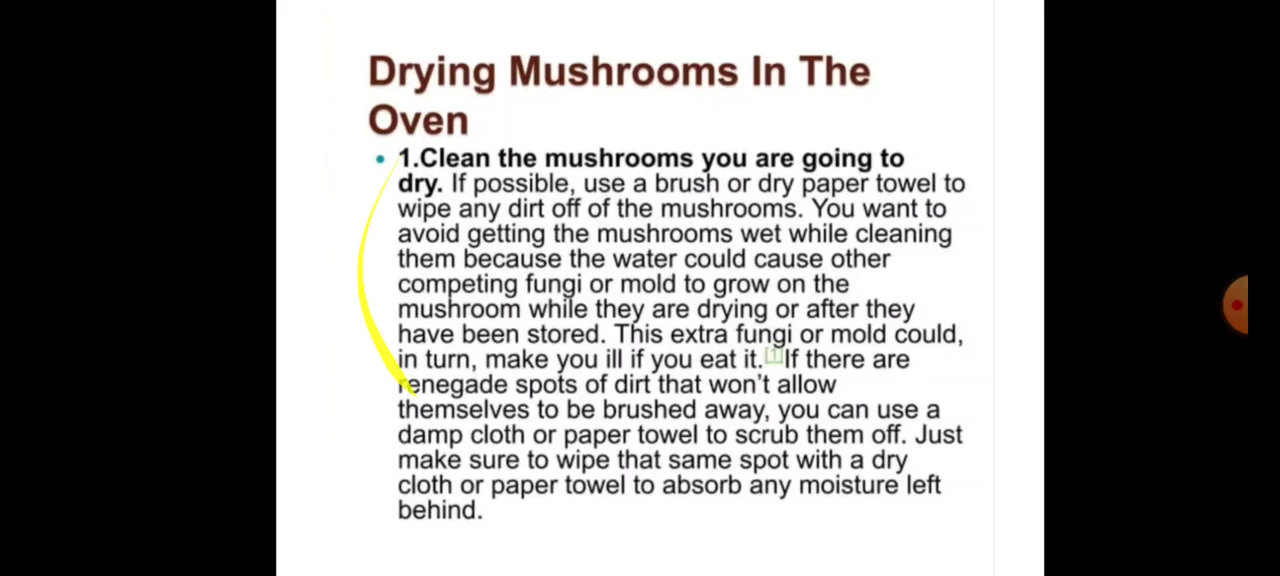 Drying Mushrooms In The
Oven
• 1.Clean the mushrooms you are going to
dry. If possible, use a brush or dry paper towel to
wipe any dirt off of the mushrooms. You want to
avoid getting the mushrooms wet while cleaning
them because the water could cause other
competing fungi or mold to grow on the
mushroom while they are drying or after they
have been stored. This extra fungi or mold could,
in turn, make you ill if you eat it.[1]If there are
renegade spots of dirt that won't allow
themselves to be brushed away, you can use a
damp cloth or paper towel to scrub them off. Just
make sure to wipe that same spot with a dry
cloth or paper towel to absorb any moisture left
behind.